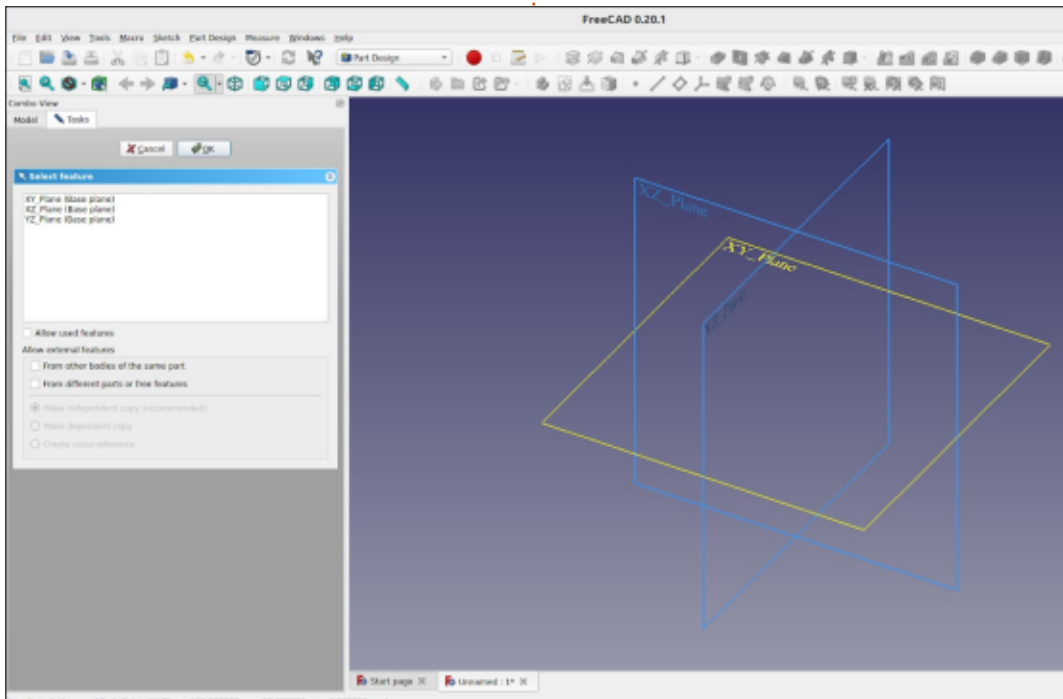 FreeCAD 0.20.1
File Edit View Tools Macro Sketch Part Design Measure Windows Help
Part Design
Combo View
Model Tasks
Cancel OK
Select feature
XY_Plane (Base plane)
XZ_Plane (Base plane)
YZ_Plane (Base plane)
Allow used features
Allow external features
From other bodies of the same part
From different parts or free features
Make independent copy (recommended)
Make dependent copy
Create cross-reference
XZ_Plane
XY_Plane
YZ_Plane
Start page
Unnamed : 1*